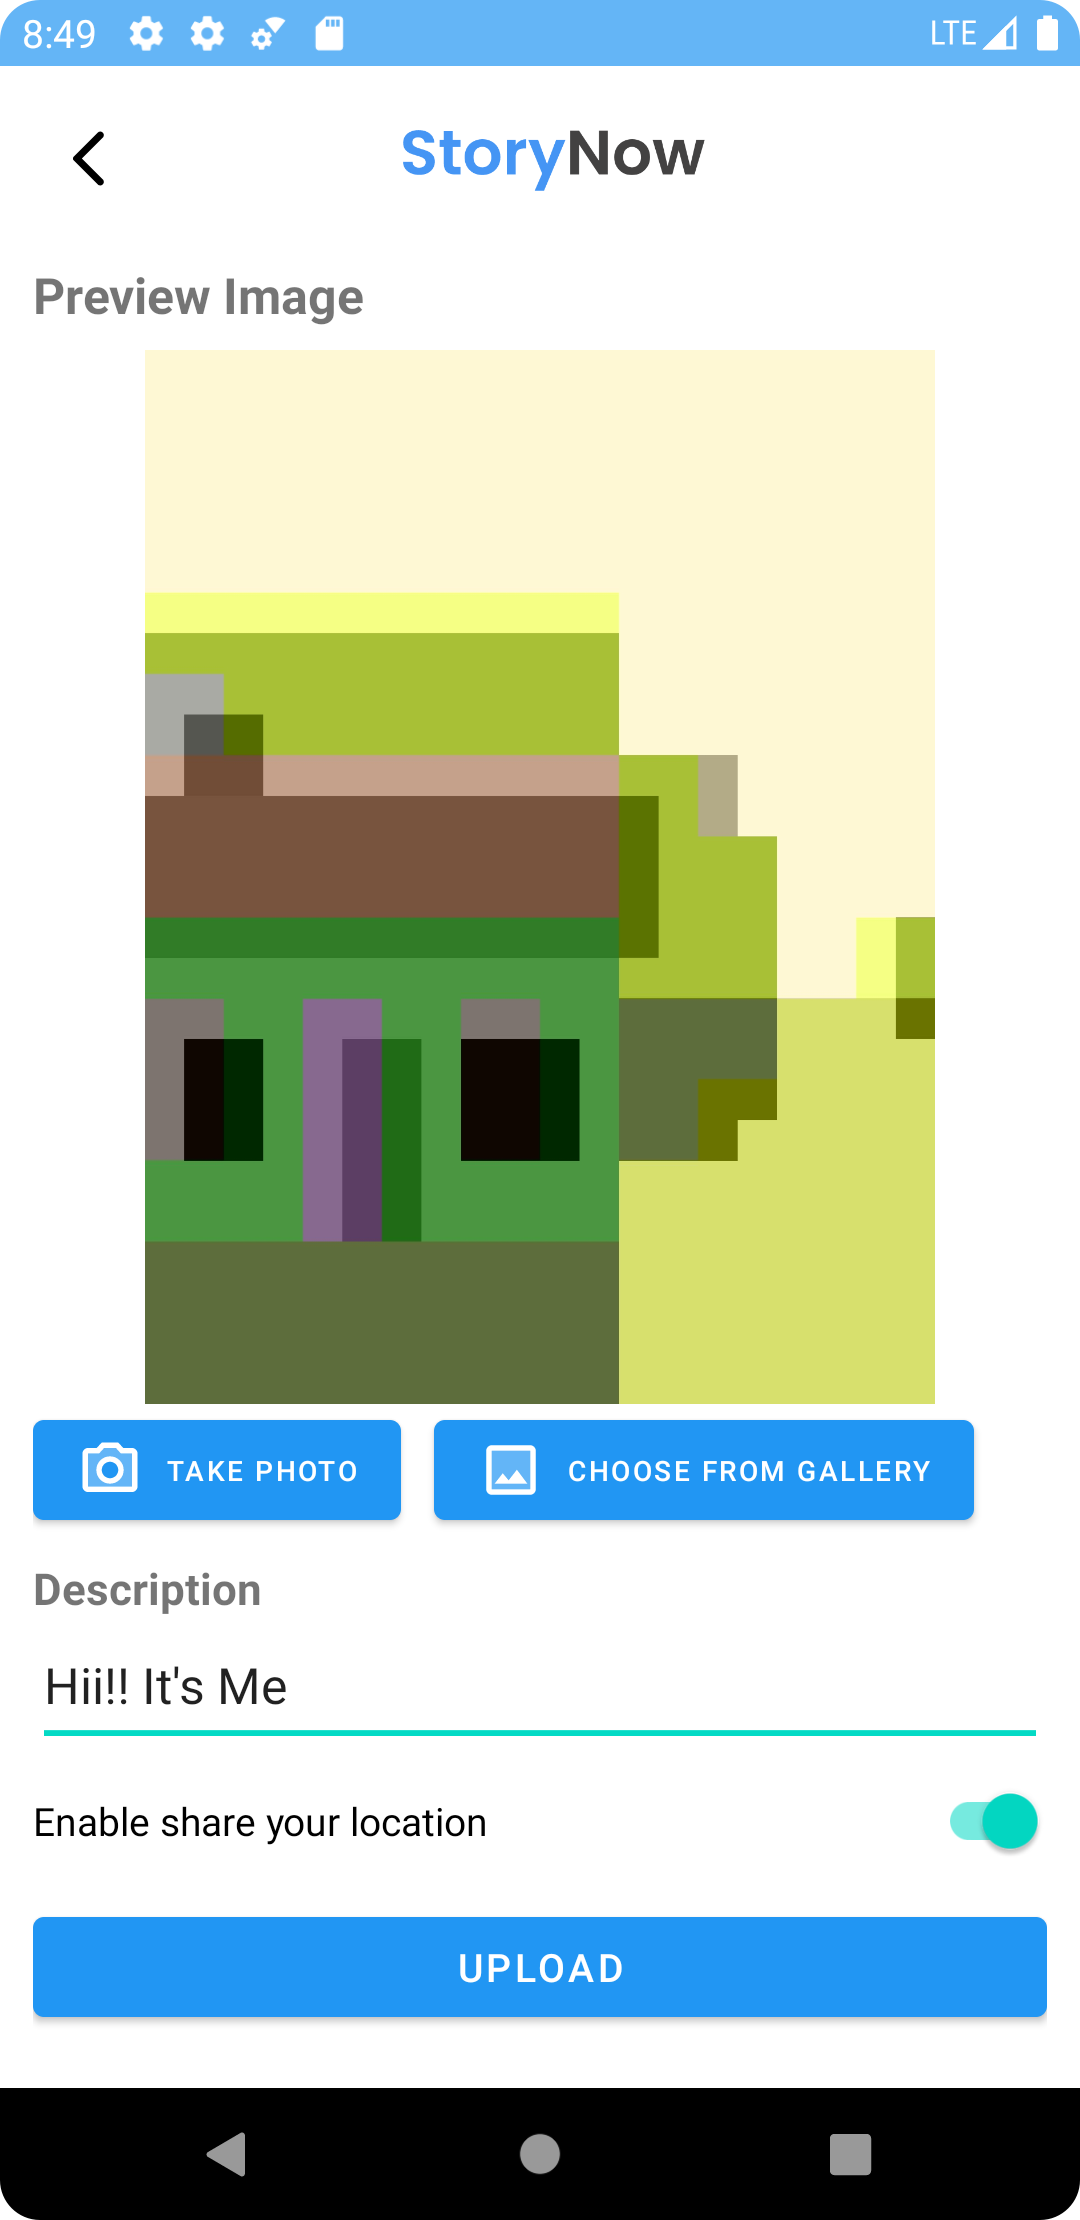 8:49
LTE
StoryNow
Preview Image
TAKE PHOTO
CHOOSE FROM GALLERY
Description
Hii!! It's Me
Enable share your location
UPLOAD